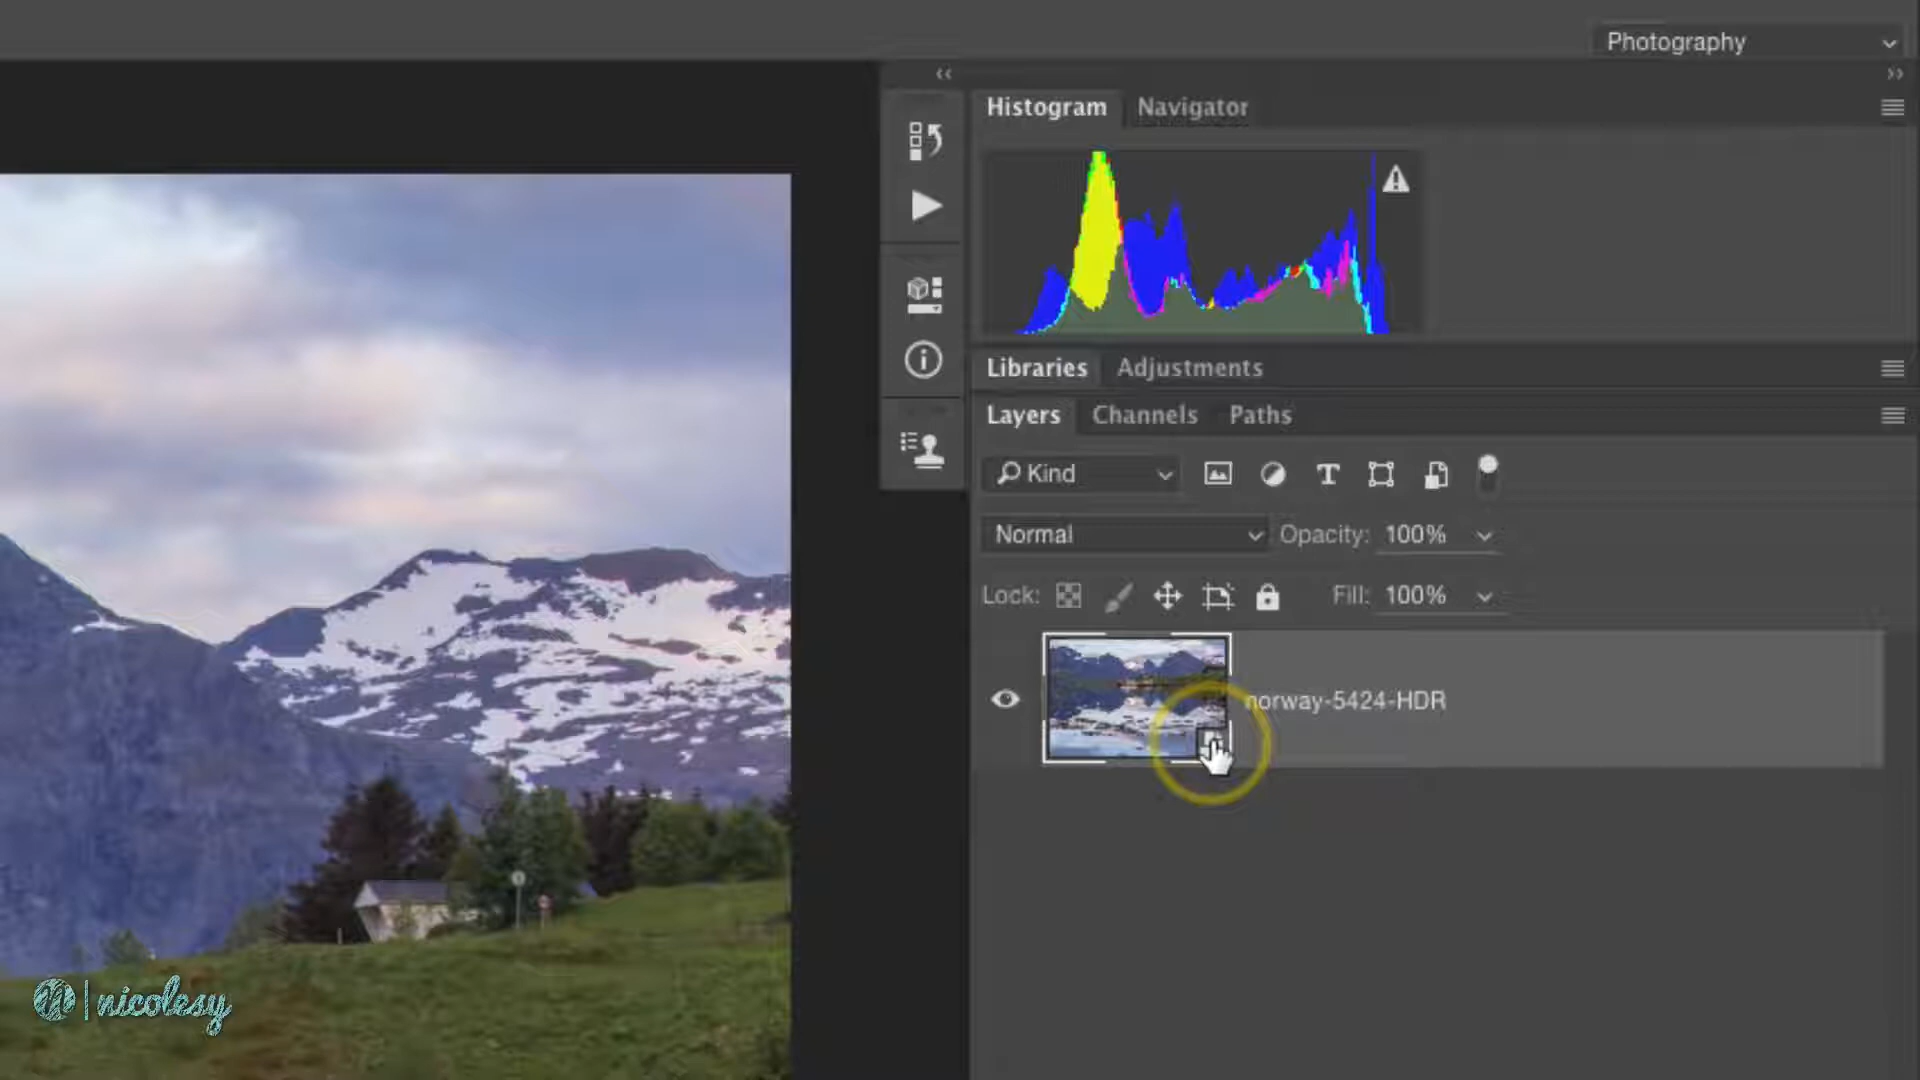 Photography
Histogram Navigator
Libraries Adjustments
Layers Channels Paths
Kind
Normal Opacity: 100%
Lock: Fill: 100%
norway-5424-HDR
nicolesy